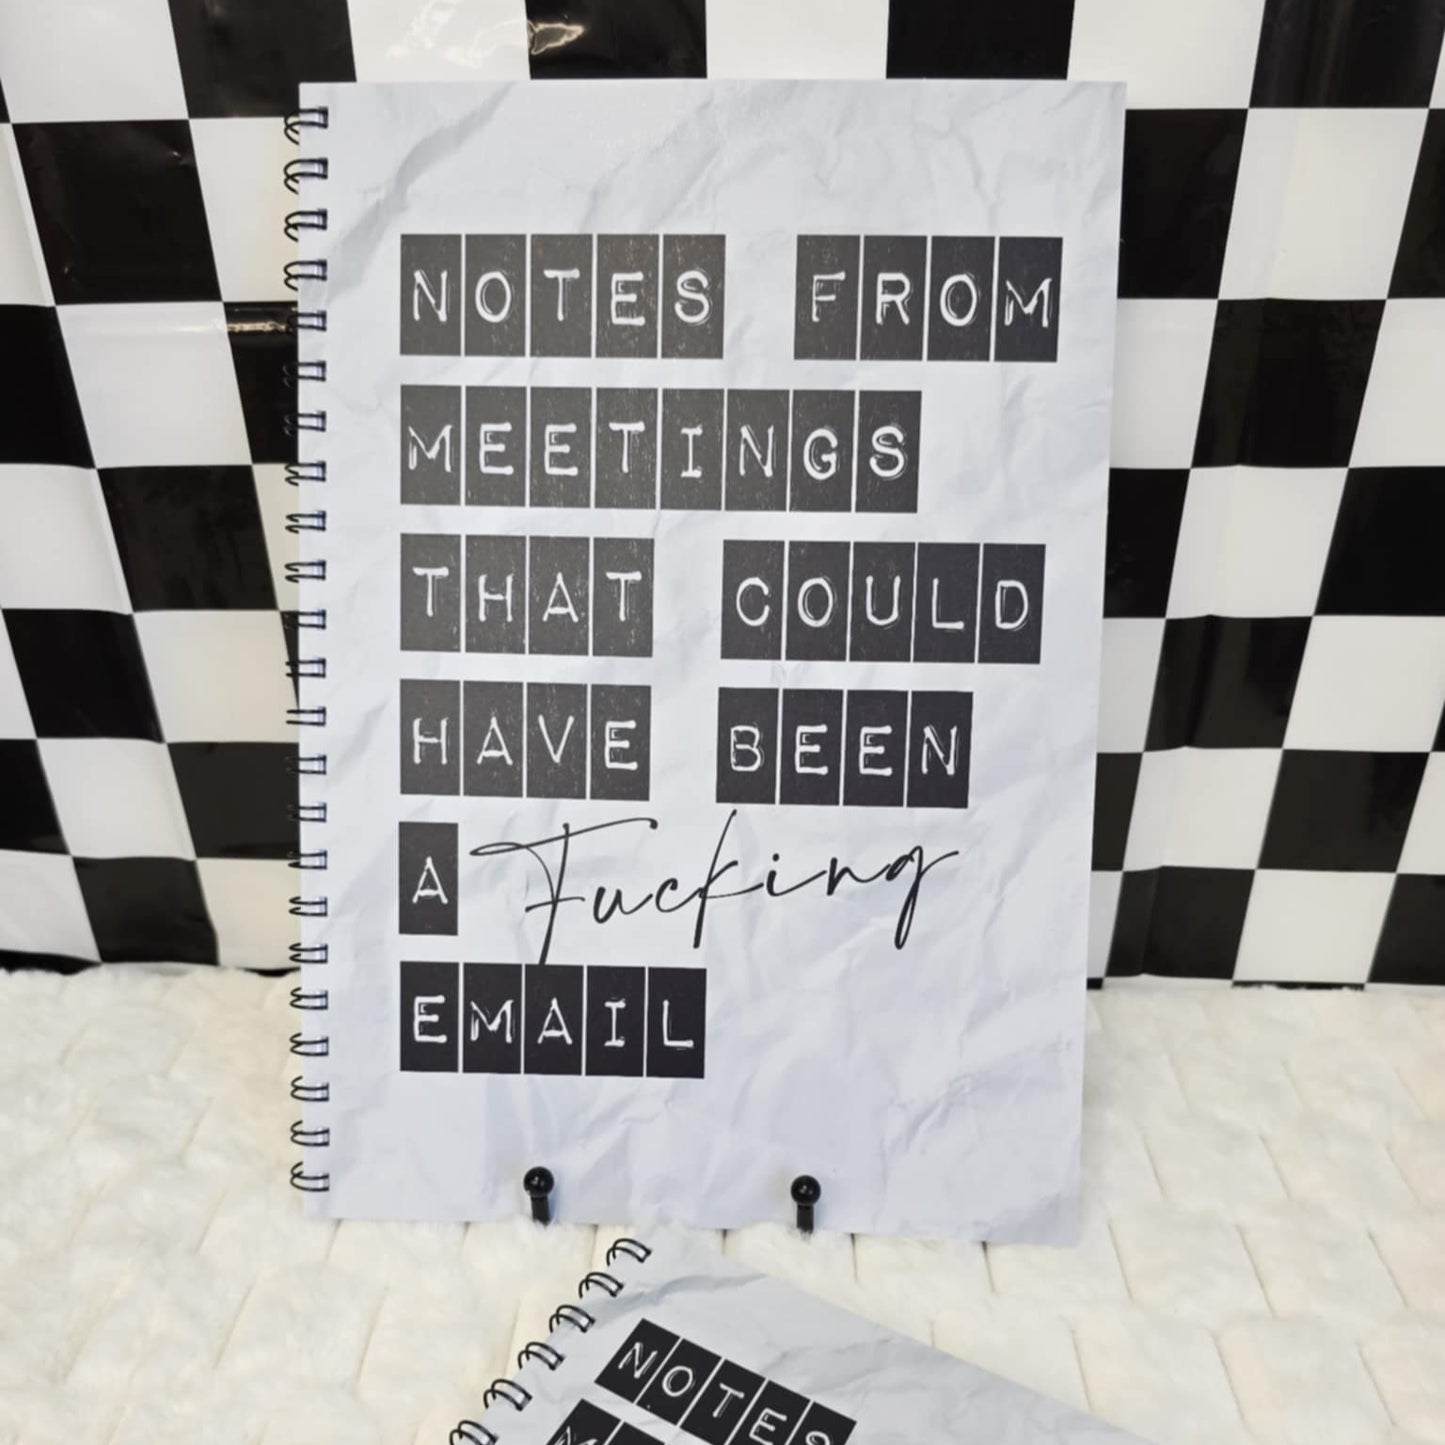 NOTES FROM
MEETINGS
THAT COULD
HAVE BEEN
A Fucking
EMAIL
NOTES